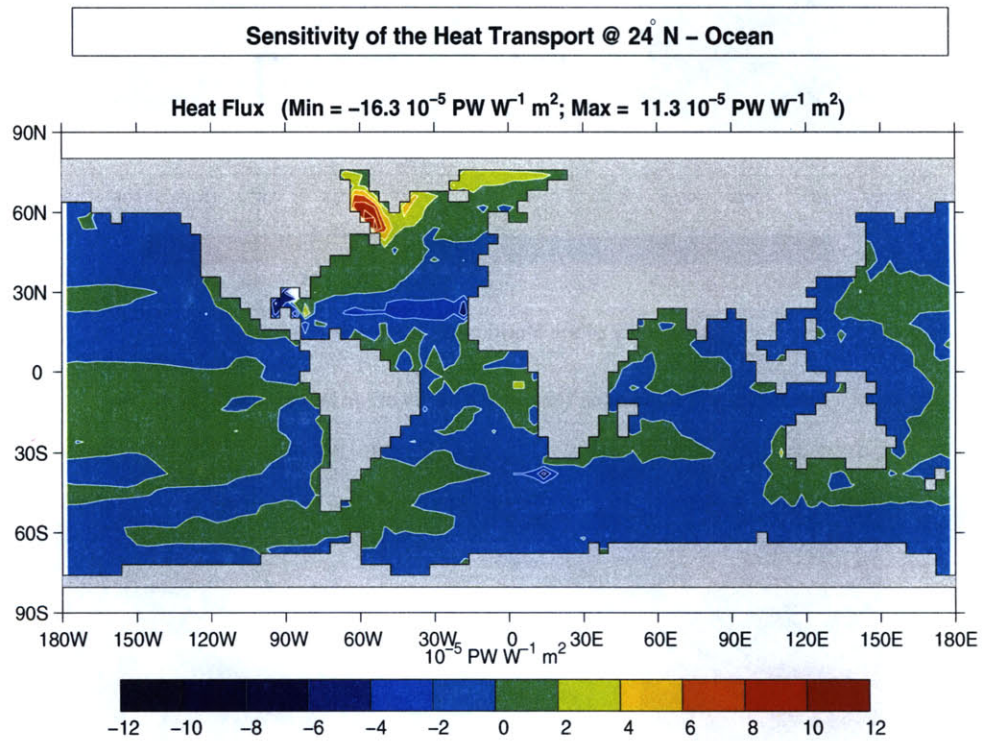 Sensitivity of the Heat Transport @ 24° N – Ocean
Heat Flux (Min = −16.3 10⁻⁵ PW W⁻¹ m²; Max = 11.3 10⁻⁵ PW W⁻¹ m²)
90N
60N
30N
0
30S
60S
90S
180W 150W 120W 90W 60W 30W 0 30E 60E 90E 120E 150E 180E
10⁻⁵ PW W⁻¹ m²
−12 −10 −8 −6 −4 −2 0 2 4 6 8 10 12